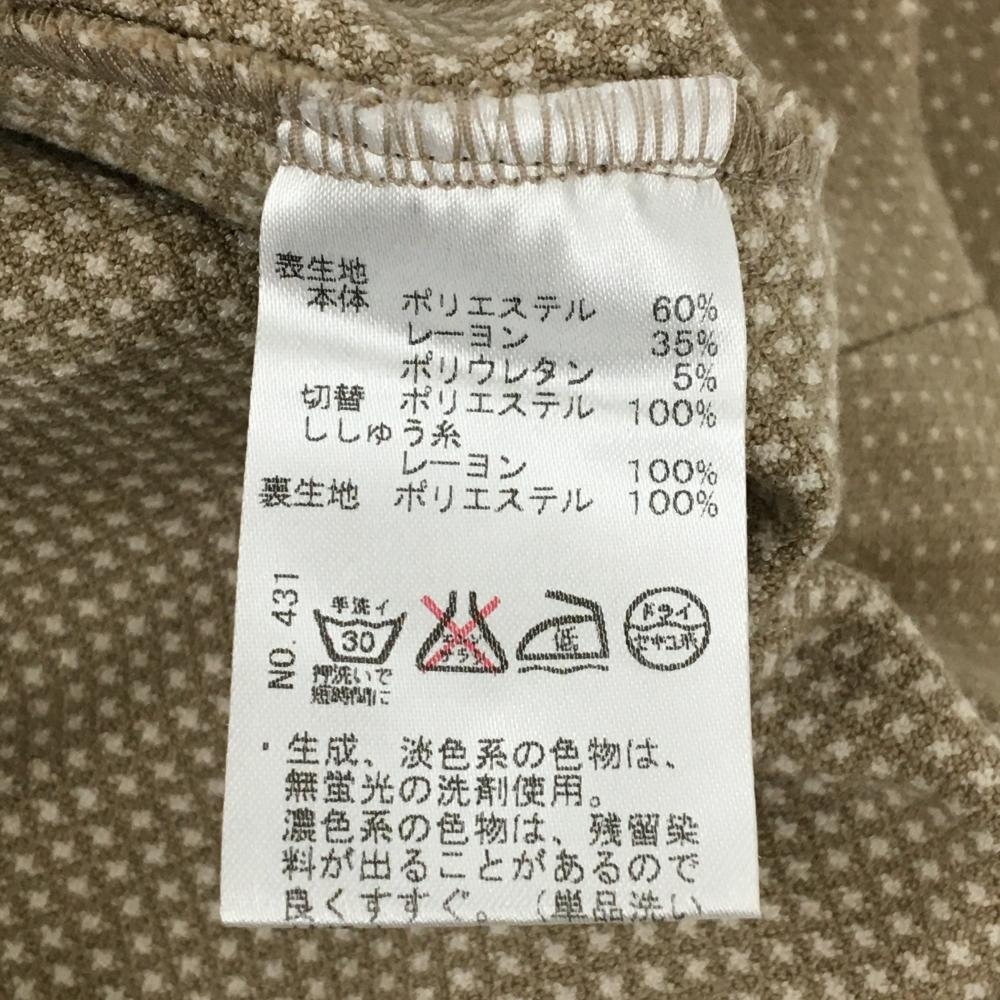 表生地
本体 ポリエステル 60%
レーヨン 35%
ポリウレタン 5%
切替 ポリエステル 100%
ししゅう糸
レーヨン 100%
裏生地 ポリエステル 100%
NO. 431
手洗イ
30
押洗いで
短時間に
エンソサラシ
低
ドライ
セキユ系
・生成、淡色系の色物は、
無蛍光の洗剤使用。
濃色系の色物は、残留染
料が出ることがあるので
良くすすぐ。(単品洗い